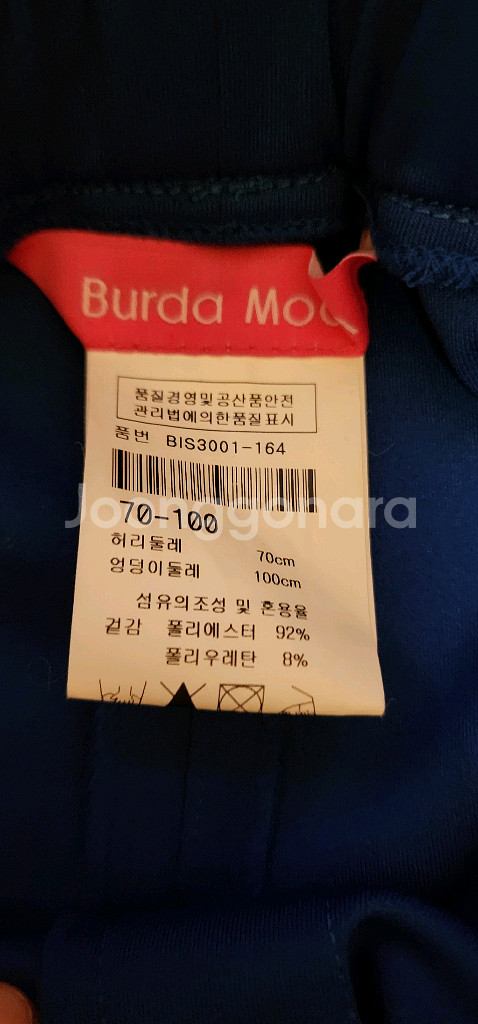 Burda Mod
품질경영및공산품안전
관리법에의한품질표시
품번 BIS3001-164
Joonggonara
70-100
허리둘레 70cm
엉덩이둘레 100cm
섬유의조성 및 혼용율
겉감 폴리에스터 92%
폴리우레탄 8%